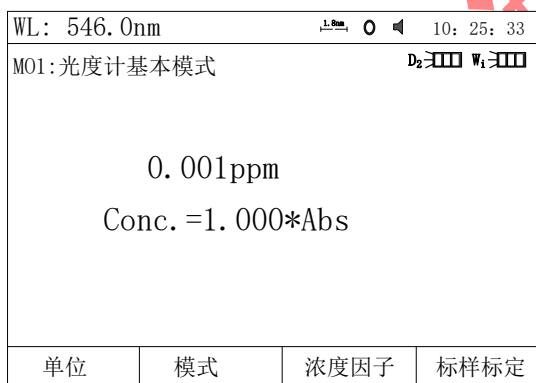 WL: 546.0nm 1.8nm 10: 25: 33
M01:光度计基本模式 D₂ Wᵢ
0.001ppm
Conc.=1.000*Abs
单位 模式 浓度因子 标样标定